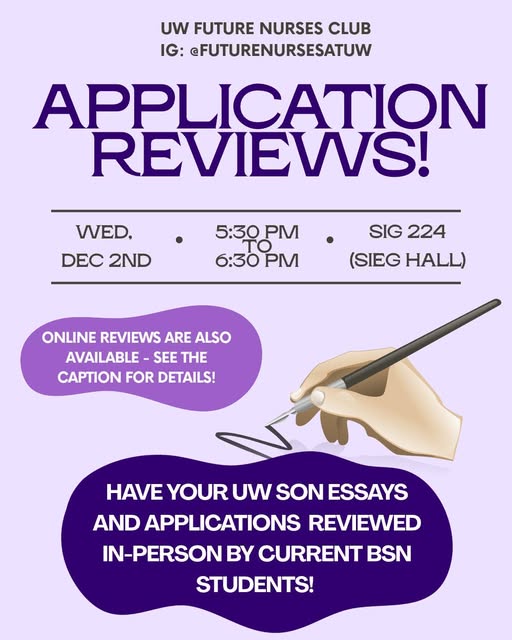 UW FUTURE NURSES CLUB
IG: @FUTURENURSESATUW
APPLICATION
REVIEWS!
WED,
DEC 2ND
•
5:30 PM
TO
6:30 PM
•
SIG 224
(SIEG HALL)
ONLINE REVIEWS ARE ALSO
AVAILABLE - SEE THE
CAPTION FOR DETAILS!
HAVE YOUR UW SON ESSAYS
AND APPLICATIONS REVIEWED
IN-PERSON BY CURRENT BSN
STUDENTS!